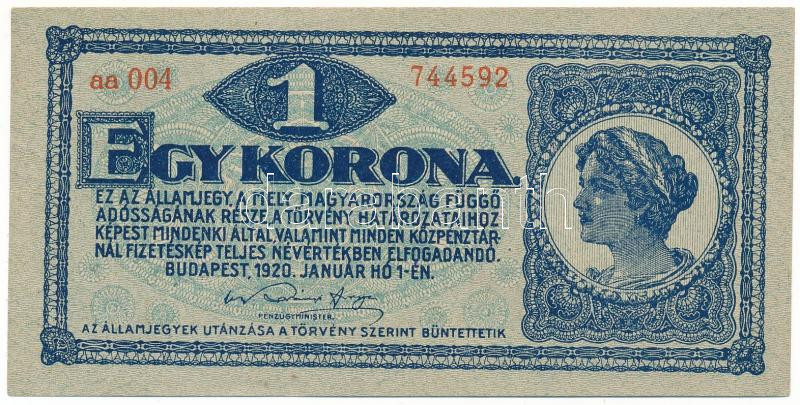 aa 004
744592
1
EGY KORONA.
EZ AZ ÁLLAMJEGY, A MELY MAGYARORSZÁG FÜGGŐ
ADÓSSÁGÁNAK RÉSZE, A TÖRVÉNY HATÁROZATAIHOZ
KÉPEST MINDENKI ÁLTAL, VALAMINT MINDEN KÖZPÉNZTÁR-
NÁL FIZETÉSKÉP TELJES NÉVÉRTÉKBEN ELFOGADANDÓ.
BUDAPEST, 1920. JANUÁR HÓ 1-ÉN.
PÉNZÜGYMINISTER.
AZ ÁLLAMJEGYEK UTÁNZÁSA A TÖRVÉNY SZERINT BÜNTETTETIK